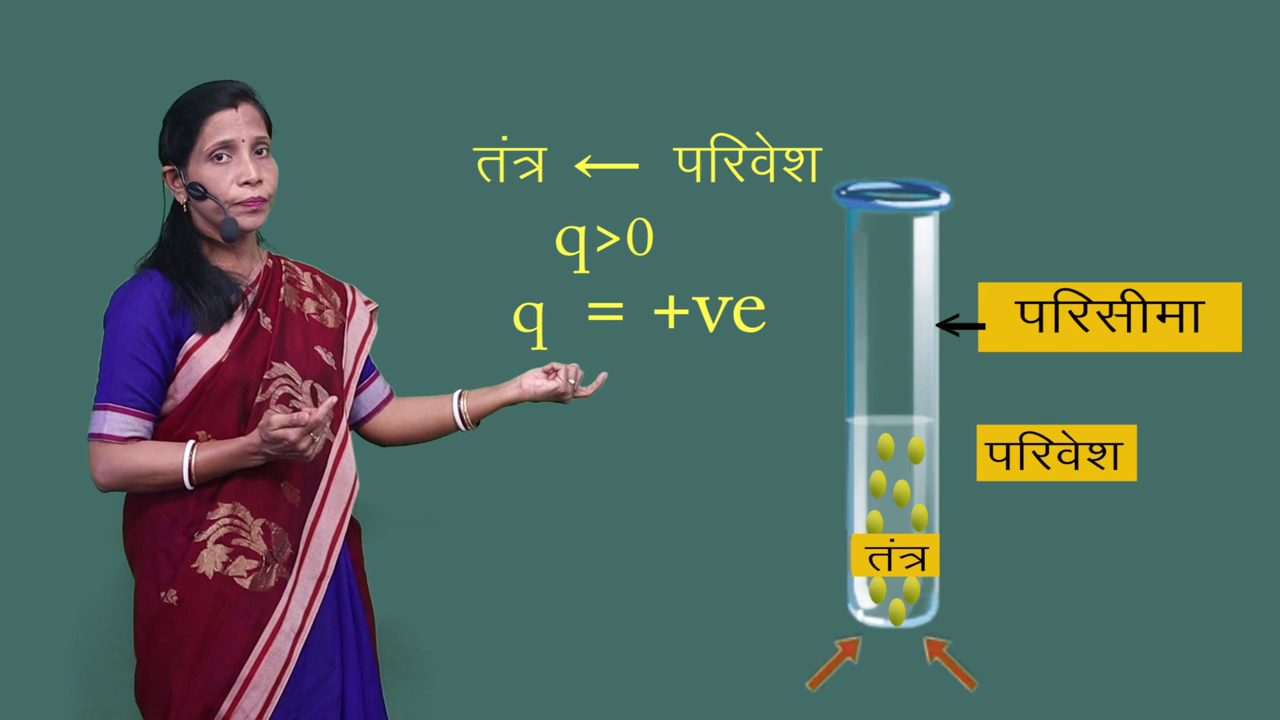 तंत्र ← परिवेश
q>0
q = +ve
परिसीमा
परिवेश
तंत्र